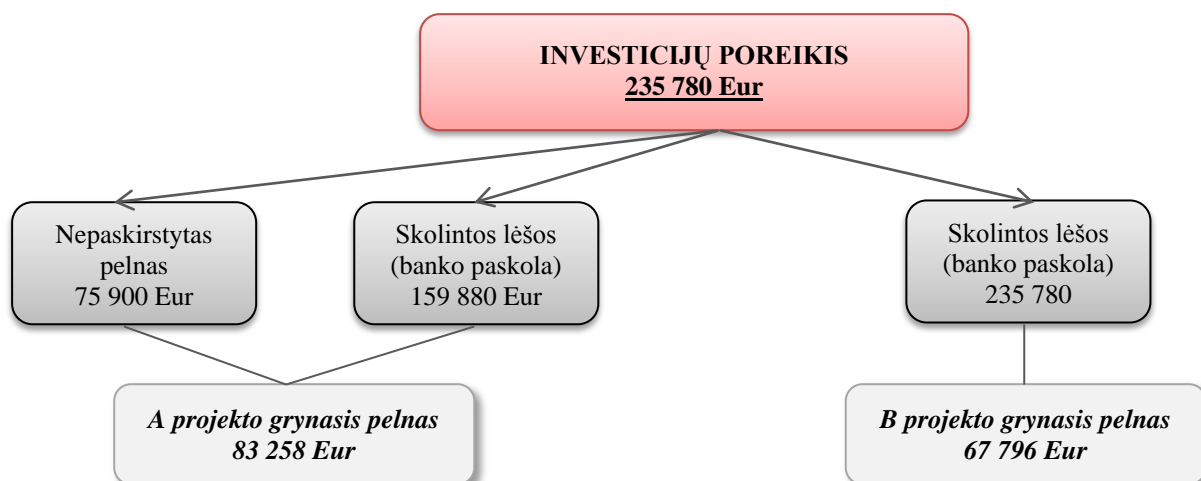 INVESTICIJŲ POREIKIS
235 780 Eur
Nepaskirstytas
pelnas
75 900 Eur
Skolintos lėšos
(banko paskola)
159 880 Eur
Skolintos lėšos
(banko paskola)
235 780
A projekto grynasis pelnas
83 258 Eur
B projekto grynasis pelnas
67 796 Eur